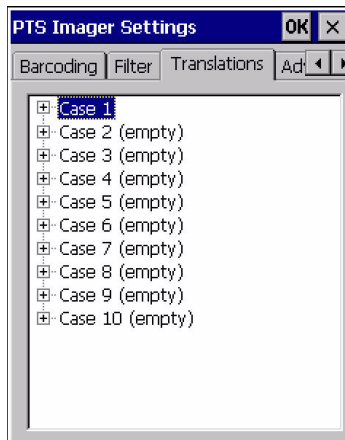 PTS Imager Settings OK ×
Barcoding Filter Translations Ad
Case 1
Case 2 (empty)
Case 3 (empty)
Case 4 (empty)
Case 5 (empty)
Case 6 (empty)
Case 7 (empty)
Case 8 (empty)
Case 9 (empty)
Case 10 (empty)